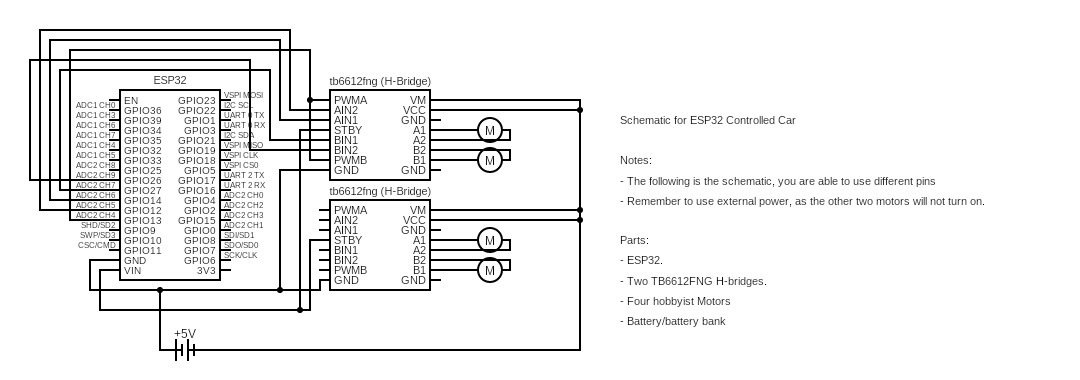 ESP32
ADC1 CH0 EN GPIO23 VSPI MOSI
ADC1 CH3 GPIO36 GPIO22 I2C SCL
ADC1 CH6 GPIO39 GPIO1 UART 0 TX
ADC1 CH7 GPIO34 GPIO3 UART 0 RX
ADC1 CH4 GPIO35 GPIO21 I2C SDA
ADC1 CH5 GPIO32 GPIO19 VSPI MISO
ADC2 CH8 GPIO33 GPIO18 VSPI CLK
ADC2 CH9 GPIO25 GPIO5 VSPI CS0
ADC2 CH7 GPIO26 GPIO17 UART 2 TX
ADC2 CH6 GPIO27 GPIO16 UART 2 RX
ADC2 CH5 GPIO14 GPIO4 ADC2 CH0
ADC2 CH4 GPIO12 GPIO2 ADC2 CH2
SHD/SD2 GPIO13 GPIO15 ADC2 CH3
SWP/SD3 GPIO9 GPIO0 ADC2 CH1
CSC/CMD GPIO10 GPIO8 SDI/SD1
GPIO11 GPIO7 SDO/SD0
GND GPIO6 SCK/CLK
VIN 3V3
tb6612fng (H-Bridge)
PWMA VM
AIN2 VCC
AIN1 GND
STBY A1 M
BIN1 A2
BIN2 B2 M
PWMB B1
GND GND
tb6612fng (H-Bridge)
PWMA VM
AIN2 VCC
AIN1 GND
STBY A1 M
BIN1 A2
BIN2 B2 M
PWMB B1
GND GND
+5V
Schematic for ESP32 Controlled Car
Notes:
- The following is the schematic, you are able to use different pins
- Remember to use external power, as the other two motors will not turn on.
Parts:
- ESP32.
- Two TB6612FNG H-bridges.
- Four hobbyist Motors
- Battery/battery bank